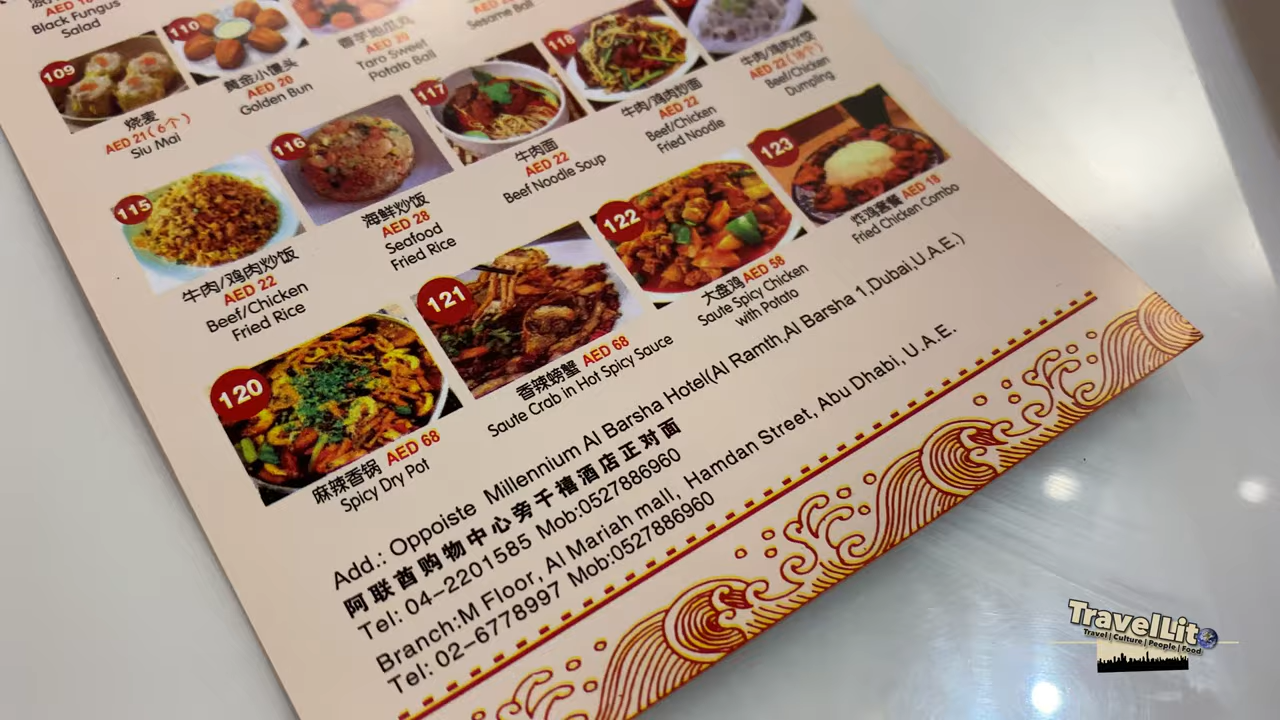 Black Fungus
Salad
109
烧麦
AED 21(6个)
Siu Mai
110
黄金小馒头
AED 20
Golden Bun
香芋地瓜丸
Taro Sweet
Potato Ball
Sesame Ball
115
牛肉/鸡肉炒饭
AED 22
Beef/Chicken
Fried Rice
116
海鲜炒饭
AED 28
Seafood
Fried Rice
117
牛肉面
AED 22
Beef Noodle Soup
118
牛肉/鸡肉炒面
AED 22
Beef/Chicken
Fried Noodle
牛肉/鸡肉水饺
Beef/Chicken
Dumpling
120
麻辣香锅 AED 68
Spicy Dry Pot
121
香辣螃蟹 AED 68
Saute Crab in Hot Spicy Sauce
122
大盘鸡 AED 58
Saute Spicy Chicken
with Potato
123
炸鸡套餐 AED 18
Fried Chicken Combo
Add.: Oppoiste Millennium Al Barsha Hotel(Al Ramth,Al Barsha 1,Dubai,U.A.E.)
阿联酋购物中心旁千禧酒店正对面
Tel: 04-2201585 Mob:0527886960
Branch:M Floor, Al Mariah mall, Hamdan Street, Abu Dhabi, U.A.E.
Tel: 02-6778997 Mob:0527886960
TravelLite
Travel | Culture | People | Food